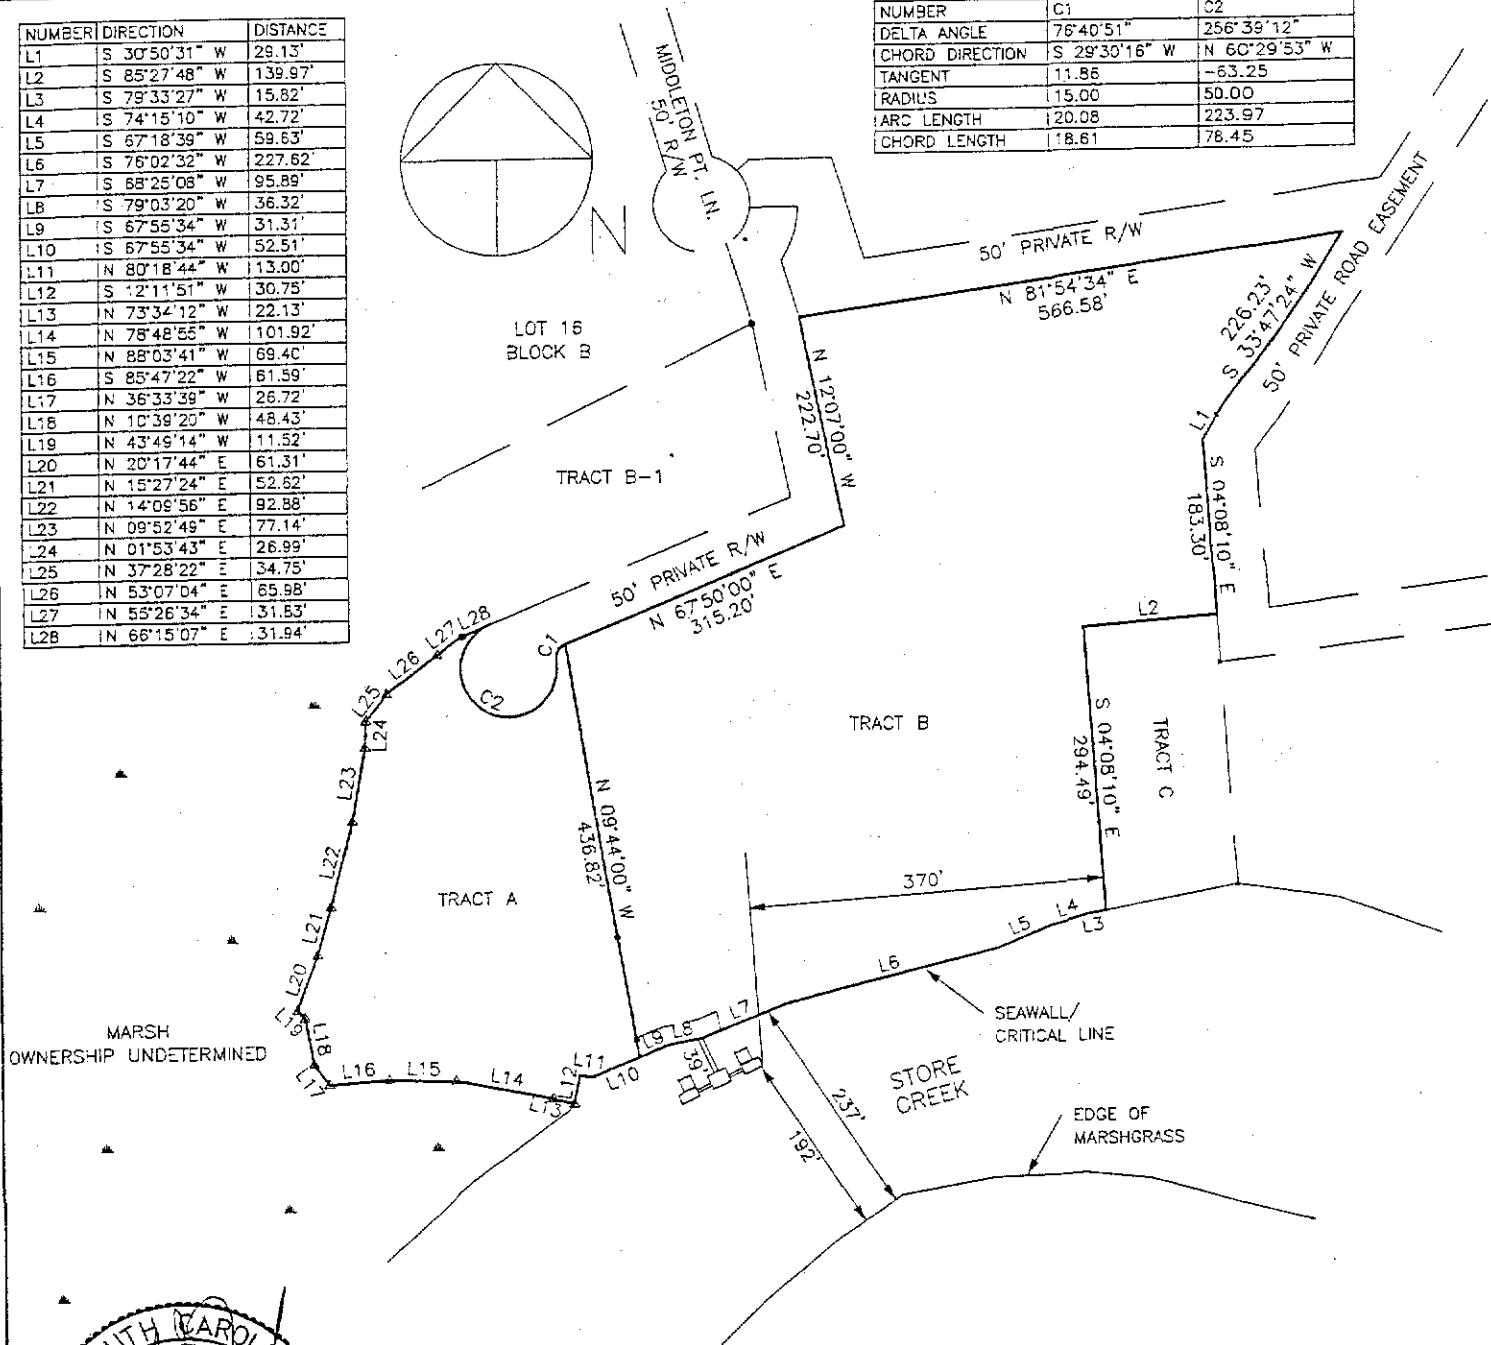 NUMBER DIRECTION DISTANCE
L1 S 30°50'31" W 29.13'
L2 S 85°27'48" W 139.97'
L3 S 79°33'27" W 15.82'
L4 S 74°15'10" W 42.72'
L5 S 67°18'39" W 59.63'
L6 S 76°02'32" W 227.62'
L7 S 68°25'08" W 95.89'
L8 S 79°03'20" W 36.32'
L9 S 67°55'34" W 31.31'
L10 S 67°55'34" W 52.51'
L11 N 80°18'44" W 13.00'
L12 S 12°11'51" W 30.75'
L13 N 73°34'12" W 22.13'
L14 N 78°48'55" W 101.92'
L15 N 88°03'41" W 69.40'
L16 S 85°47'22" W 61.59'
L17 N 36°33'39" W 26.72'
L18 N 10°39'20" W 48.43'
L19 N 43°49'14" W 11.52'
L20 N 20°17'44" E 61.31'
L21 N 15°27'24" E 52.62'
L22 N 14°09'56" E 92.88'
L23 N 09°52'49" E 77.14'
L24 N 01°53'43" E 26.99'
L25 N 37°28'22" E 34.75'
L26 N 53°07'04" E 65.98'
L27 N 55°26'34" E 31.83'
L28 N 66°15'07" E 31.94'
NUMBER C1 C2
DELTA ANGLE 76°40'51" 256°39'12"
CHORD DIRECTION S 29°30'16" W N 60°29'53" W
TANGENT 11.86 -63.25
RADIUS 15.00 50.00
ARC LENGTH 20.08 223.97
CHORD LENGTH 18.61 78.45
N
MIDDLETON PT. LN.
50' R/W
50' PRIVATE R/W
N 81°54'34" E
566.58'
226.23'
S 33°47'24" W
50' PRIVATE ROAD EASEMENT
LOT 16
BLOCK B
N 12°07'00" W
222.70'
L1
S 04°08'10" E
183.30'
TRACT B-1
50' PRIVATE R/W
N 67°50'00" E
315.20'
L2
L28
L27
L26
L25
L24
C1
C2
TRACT B
S 04°08'10" E
294.49'
TRACT C
L23
L22
L21
L20
L19
L18
L17
N 09°44'00" W
436.82'
TRACT A
370'
L3
L4
L5
L6
L7
L8
L9
L10
L11
L12
L13
L14
L15
L16
39'
MARSH
OWNERSHIP UNDETERMINED
SEAWALL/
CRITICAL LINE
STORE
CREEK
237'
192'
EDGE OF
MARSHGRASS
UTH CAROL